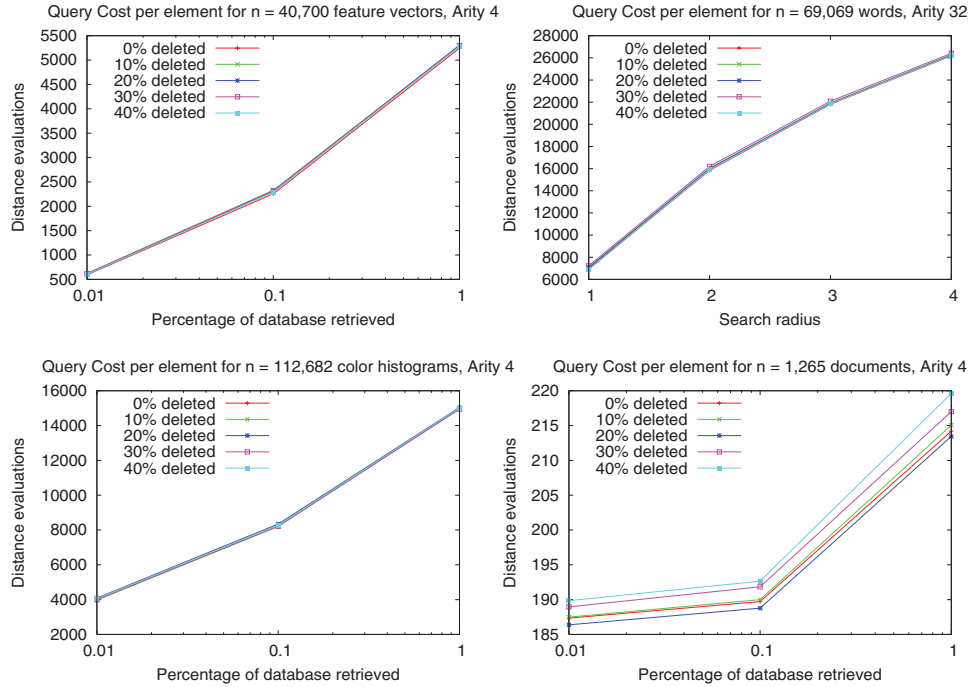 Query Cost per element for n = 40,700 feature vectors, Arity 4
5500
5000
4500
4000
3500
3000
2500
2000
1500
1000
500
Distance evaluations
0% deleted
10% deleted
20% deleted
30% deleted
40% deleted
0.01 0.1 1
Percentage of database retrieved
Query Cost per element for n = 69,069 words, Arity 32
28000
26000
24000
22000
20000
18000
16000
14000
12000
10000
8000
6000
Distance evaluations
0% deleted
10% deleted
20% deleted
30% deleted
40% deleted
1 2 3 4
Search radius
Query Cost per element for n = 112,682 color histograms, Arity 4
16000
14000
12000
10000
8000
6000
4000
2000
Distance evaluations
0% deleted
10% deleted
20% deleted
30% deleted
40% deleted
0.01 0.1 1
Percentage of database retrieved
Query Cost per element for n = 1,265 documents, Arity 4
220
215
210
205
200
195
190
185
Distance evaluations
0% deleted
10% deleted
20% deleted
30% deleted
40% deleted
0.01 0.1 1
Percentage of database retrieved